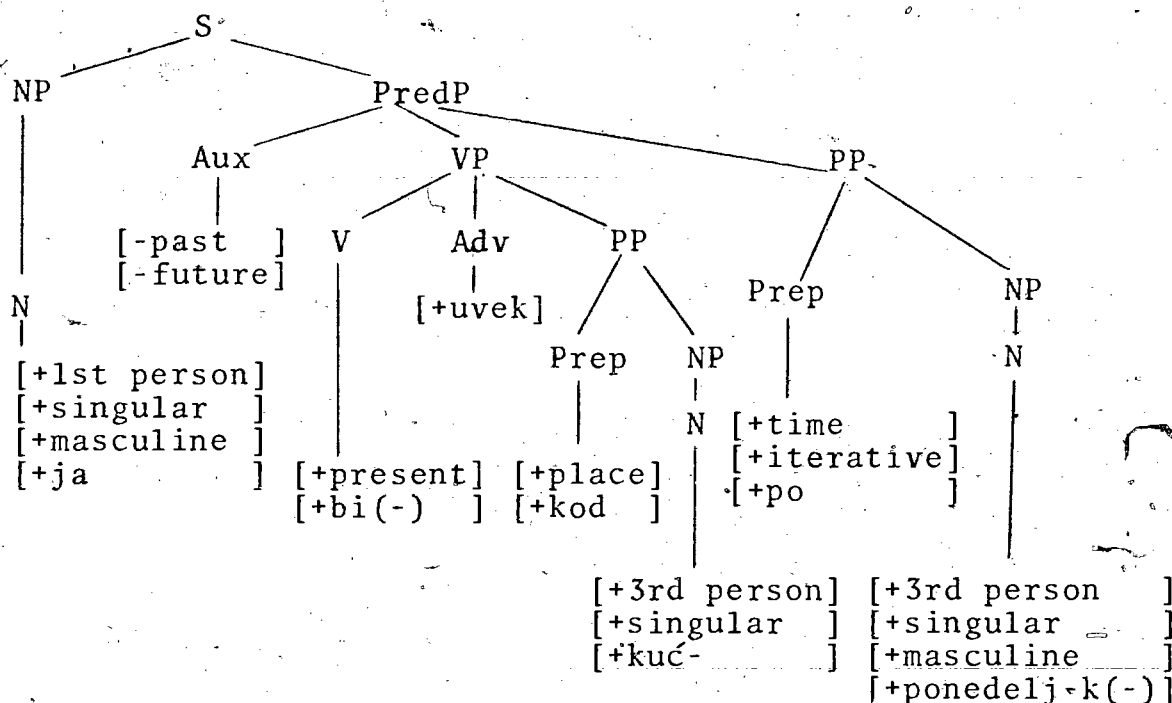 S
NP PredP
Aux VP PP
[-past ] V Adv PP
[-future]
N [+uvek] Prep NP
Prep NP N
[+1st person]
[+singular ] N [+time ]
[+masculine ] [+iterative]
[+ja ] [+present] [+place] [+po ]
[+bi(-) ] [+kod ]
[+3rd person] [+3rd person ]
[+singular ] [+singular ]
[+kuć- ] [+masculine ]
[+ponedelj-k(-)]